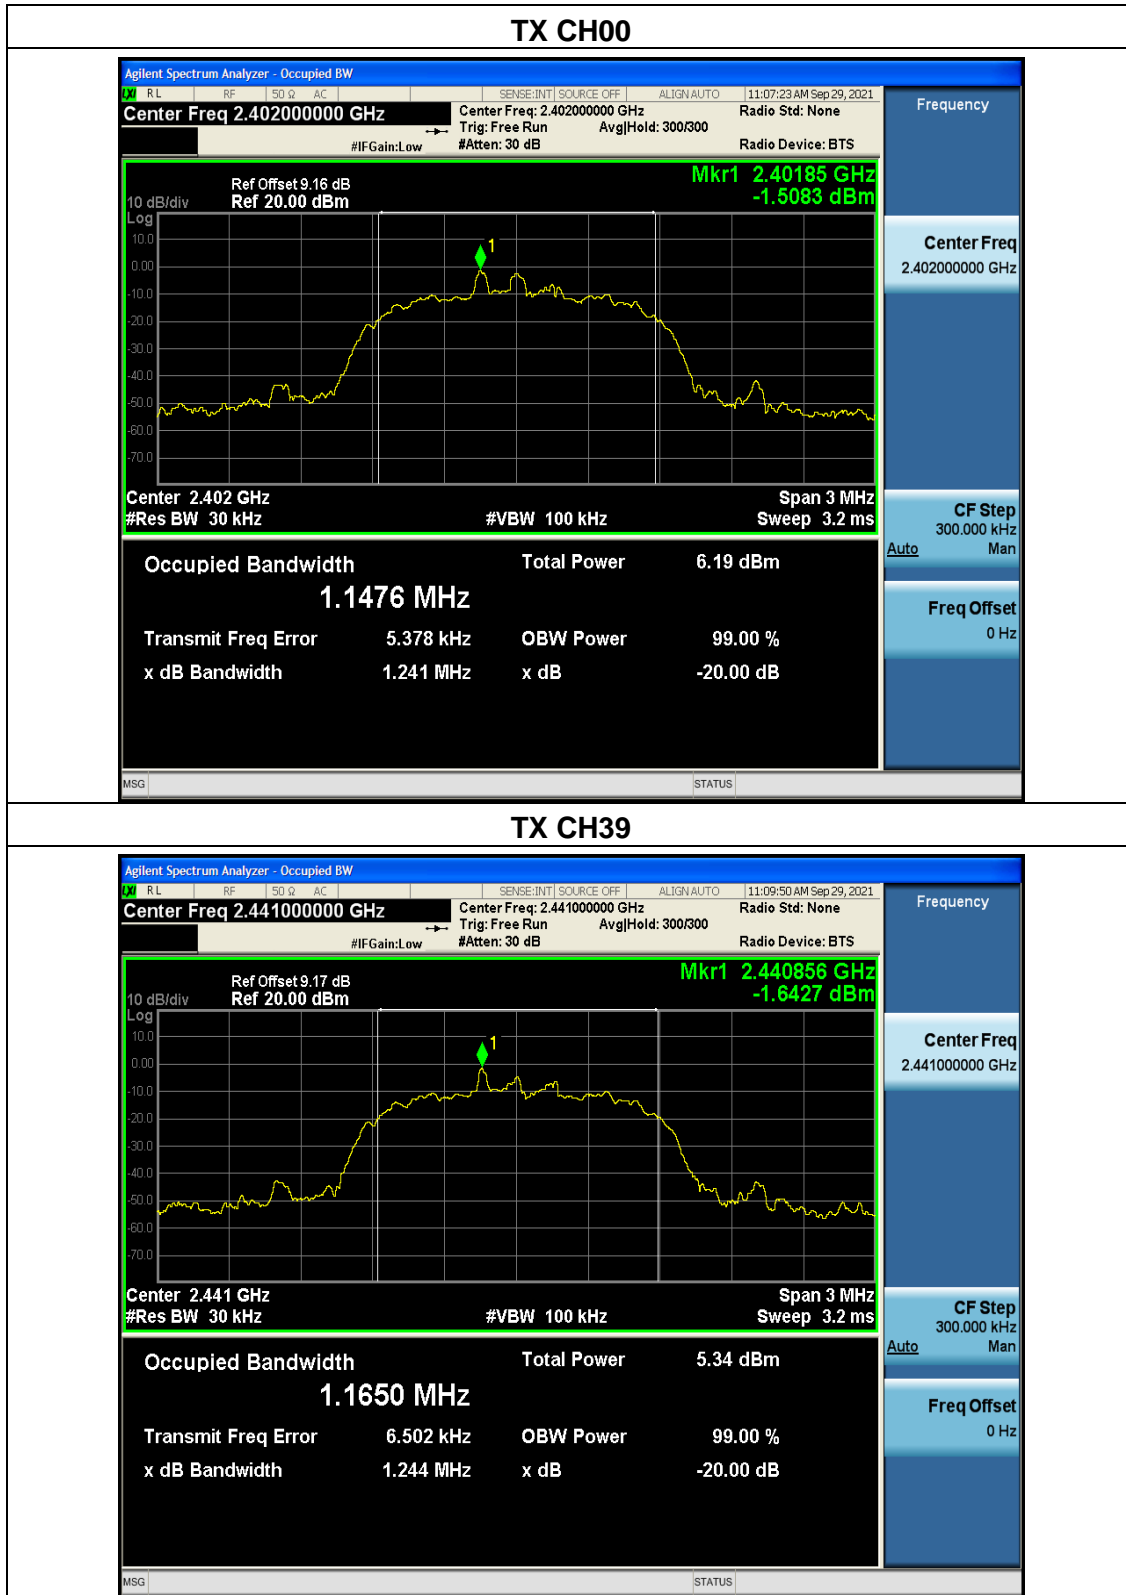 TX CH00
Agilent Spectrum Analyzer - Occupied BW
LXI RL RF 50 Ω AC SENSE:INT SOURCE OFF ALIGN AUTO 11:07:23 AM Sep 29, 2021
Center Freq 2.402000000 GHz
Center Freq: 2.402000000 GHz
Radio Std: None
Trig: Free Run Avg|Hold: 300/300
#IFGain:Low #Atten: 30 dB Radio Device: BTS
Frequency
Mkr1 2.40185 GHz
-1.5083 dBm
Ref Offset 9.16 dB
10 dB/div Ref 20.00 dBm
Log
10.0
0.00
-10.0
-20.0
-30.0
-40.0
-50.0
-60.0
-70.0
1
Center 2.402 GHz Span 3 MHz
#Res BW 30 kHz #VBW 100 kHz Sweep 3.2 ms
Center Freq
2.402000000 GHz
CF Step
300.000 kHz
Auto Man
Freq Offset
0 Hz
Occupied Bandwidth Total Power 6.19 dBm
1.1476 MHz
Transmit Freq Error 5.378 kHz OBW Power 99.00 %
x dB Bandwidth 1.241 MHz x dB -20.00 dB
MSG STATUS
TX CH39
Agilent Spectrum Analyzer - Occupied BW
LXI RL RF 50 Ω AC SENSE:INT SOURCE OFF ALIGN AUTO 11:09:50 AM Sep 29, 2021
Center Freq 2.441000000 GHz
Center Freq: 2.441000000 GHz
Radio Std: None
Trig: Free Run Avg|Hold: 300/300
#IFGain:Low #Atten: 30 dB Radio Device: BTS
Frequency
Mkr1 2.440856 GHz
-1.6427 dBm
Ref Offset 9.17 dB
10 dB/div Ref 20.00 dBm
Log
10.0
0.00
-10.0
-20.0
-30.0
-40.0
-50.0
-60.0
-70.0
1
Center 2.441 GHz Span 3 MHz
#Res BW 30 kHz #VBW 100 kHz Sweep 3.2 ms
Center Freq
2.441000000 GHz
CF Step
300.000 kHz
Auto Man
Freq Offset
0 Hz
Occupied Bandwidth Total Power 5.34 dBm
1.1650 MHz
Transmit Freq Error 6.502 kHz OBW Power 99.00 %
x dB Bandwidth 1.244 MHz x dB -20.00 dB
MSG STATUS